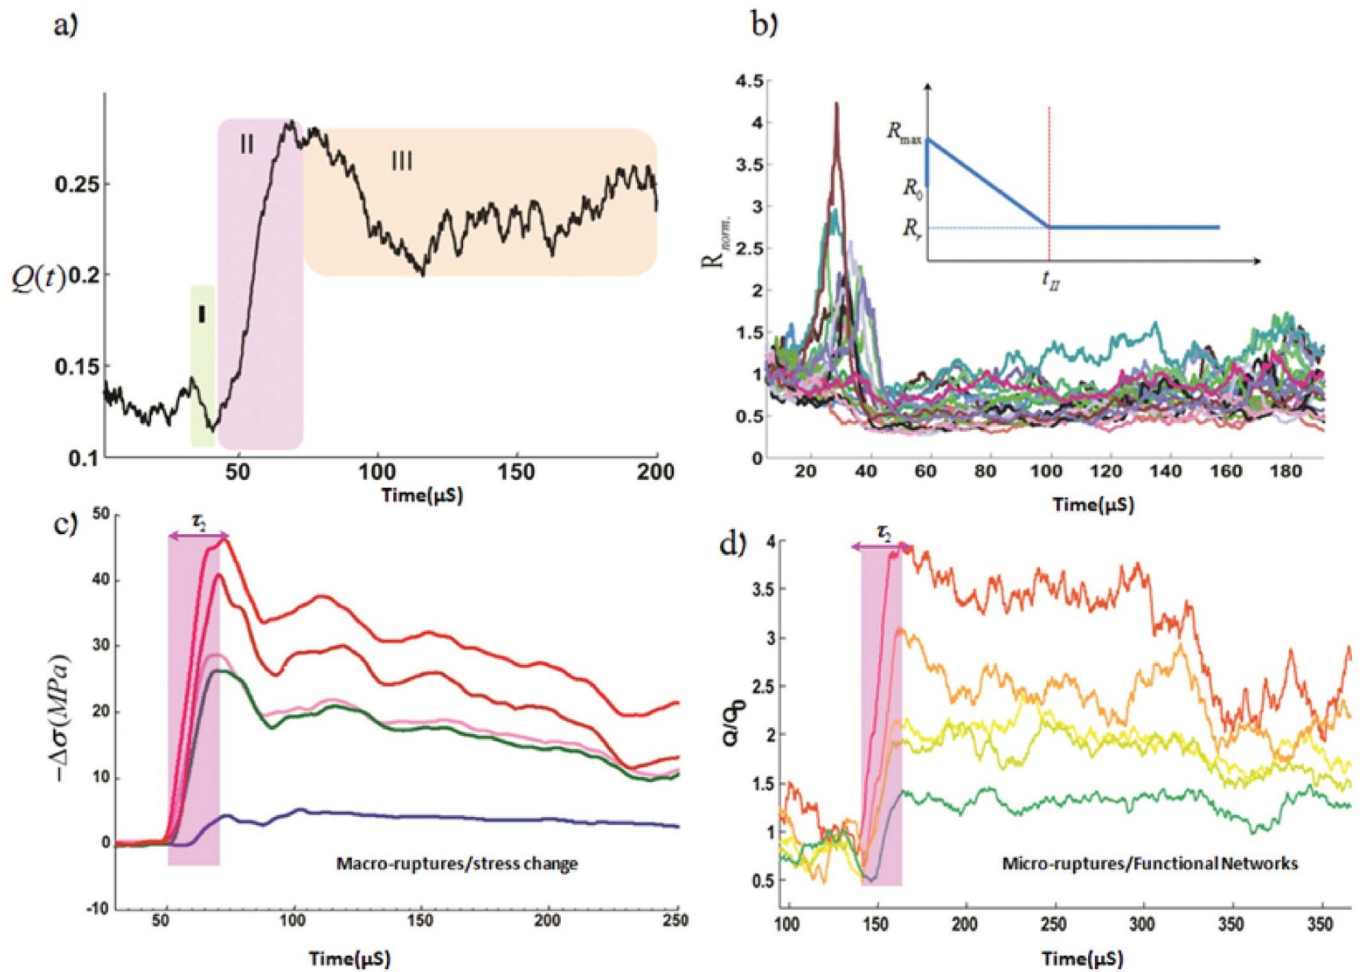 a)
Q(t)
0.25
0.2
0.15
0.1
I
II
III
50
100
150
200
Time(µS)
b)
R_norm.
4.5
4
3.5
3
2.5
2
1.5
1
0.5
0
R_max
R_0
R_r
t_II
20
40
60
80
100
120
140
160
180
Time(µS)
c)
τ_2
−Δσ(MPa)
50
40
30
20
10
0
-10
Macro-ruptures/stress change
50
100
150
200
250
Time(µS)
d)
τ_2
Q/Q_0
4
3.5
3
2.5
2
1.5
1
0.5
Micro-ruptures/Functional Networks
100
150
200
250
300
350
Time(µS)